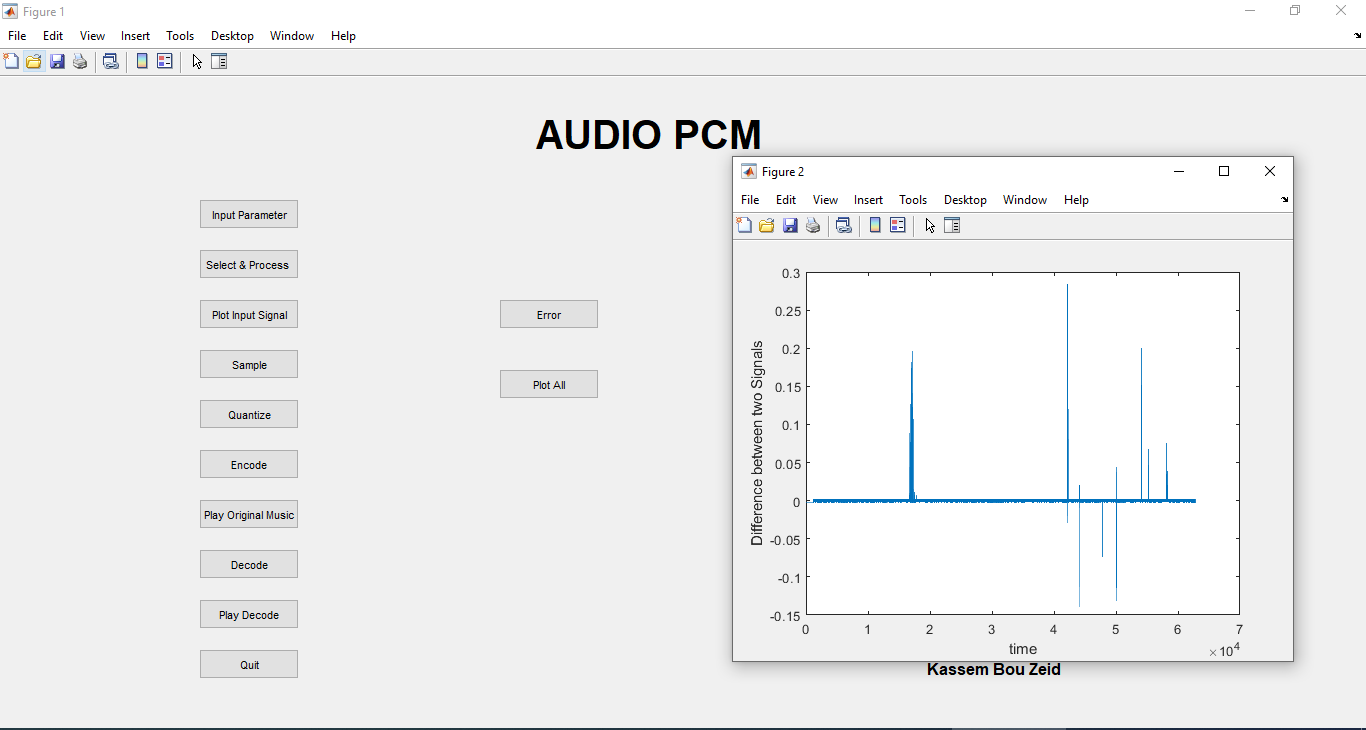 Figure 1
File Edit View Insert Tools Desktop Window Help
AUDIO PCM
Input Parameter
Select & Process
Plot Input Signal
Sample
Quantize
Encode
Play Original Music
Decode
Play Decode
Quit
Error
Plot All
Figure 2
File Edit View Insert Tools Desktop Window Help
Difference between two Signals
0.3
0.25
0.2
0.15
0.1
0.05
0
-0.05
-0.1
-0.15
0 1 2 3 4 5 6 7
time
×10^4
Kassem Bou Zeid